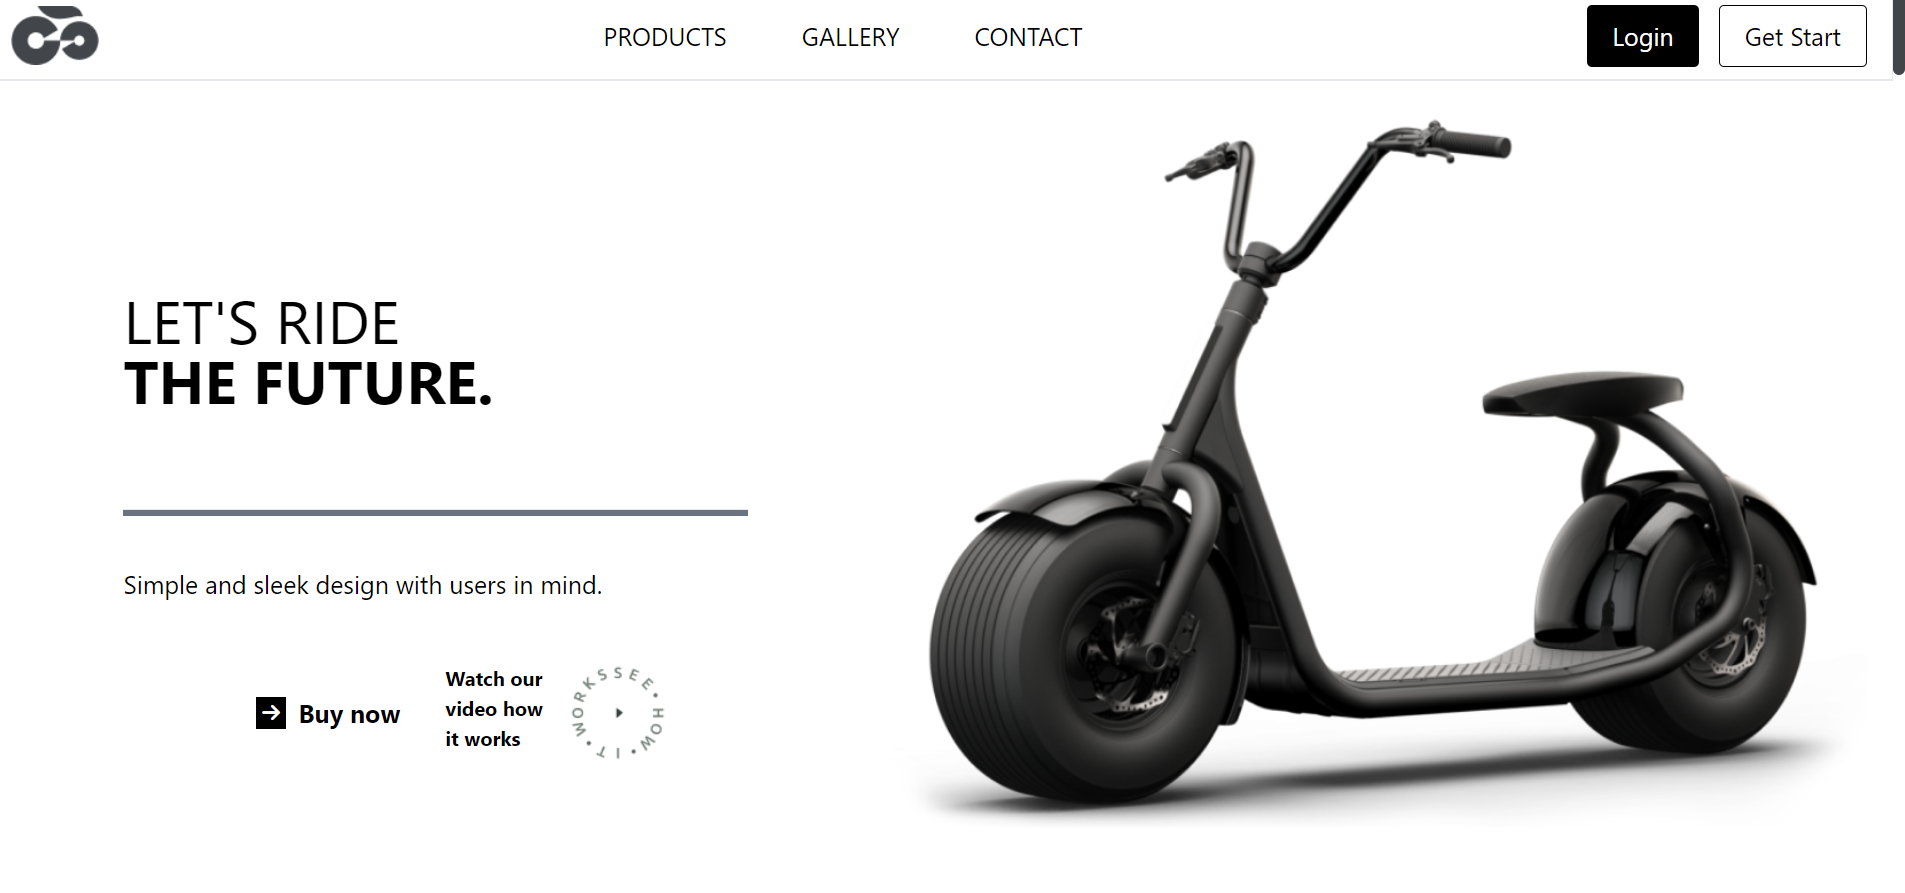 PRODUCTS GALLERY CONTACT Login Get Start
LET'S RIDE
THE FUTURE.
Simple and sleek design with users in mind.
Buy now
Watch our
video how
it works
SEE • HOW • IT • WORKS